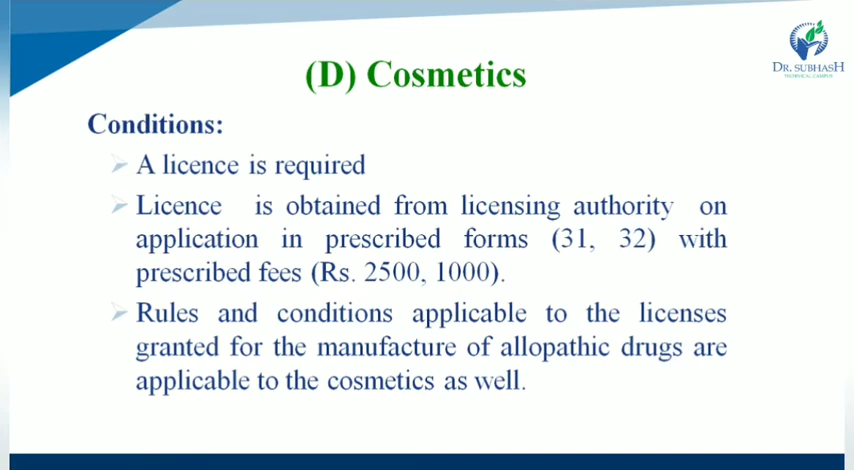 DR. SUBHASH
TECHNICAL CAMPUS
(D) Cosmetics
Conditions:
A licence is required
Licence is obtained from licensing authority on
application in prescribed forms (31, 32) with
prescribed fees (Rs. 2500, 1000).
Rules and conditions applicable to the licenses
granted for the manufacture of allopathic drugs are
applicable to the cosmetics as well.